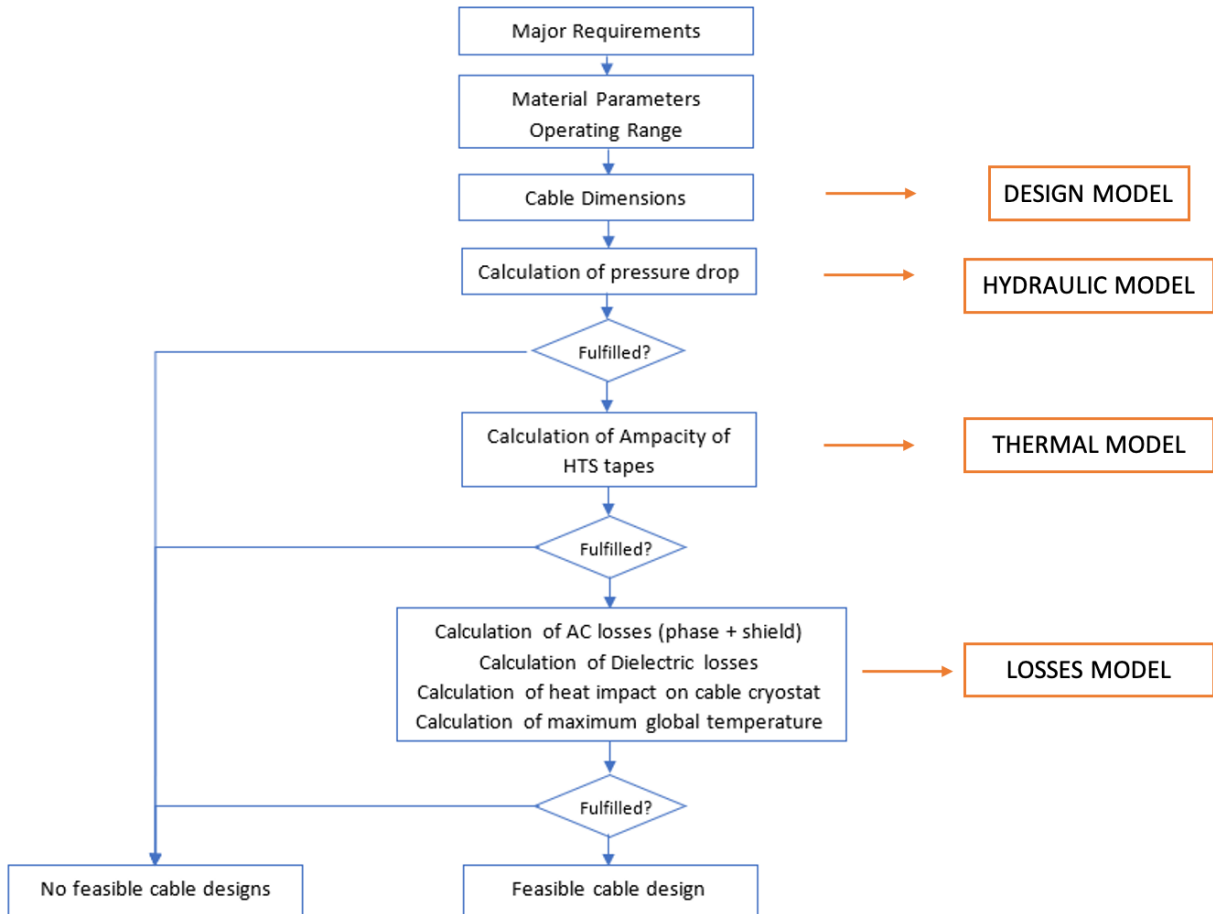 Major Requirements
Material Parameters
Operating Range
Cable Dimensions
DESIGN MODEL
Calculation of pressure drop
HYDRAULIC MODEL
Fulfilled?
Calculation of Ampacity of
HTS tapes
THERMAL MODEL
Fulfilled?
Calculation of AC losses (phase + shield)
Calculation of Dielectric losses
Calculation of heat impact on cable cryostat
Calculation of maximum global temperature
LOSSES MODEL
Fulfilled?
No feasible cable designs
Feasible cable design